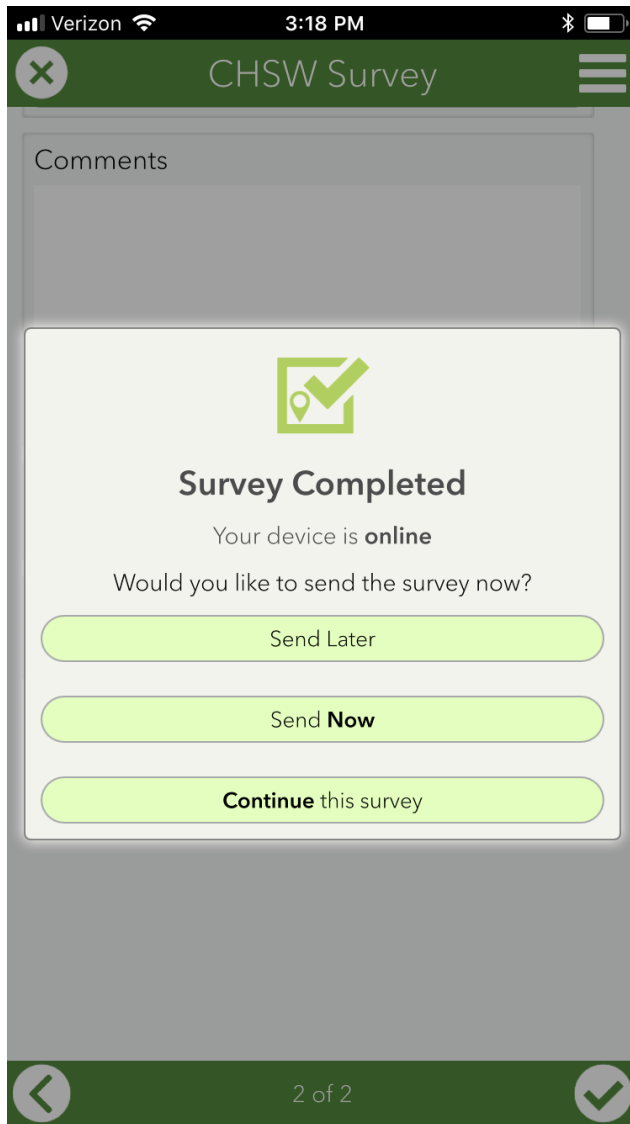 Verizon 3:18 PM
CHSW Survey
Comments
Survey Completed
Your device is online
Would you like to send the survey now?
Send Later
Send Now
Continue this survey
2 of 2